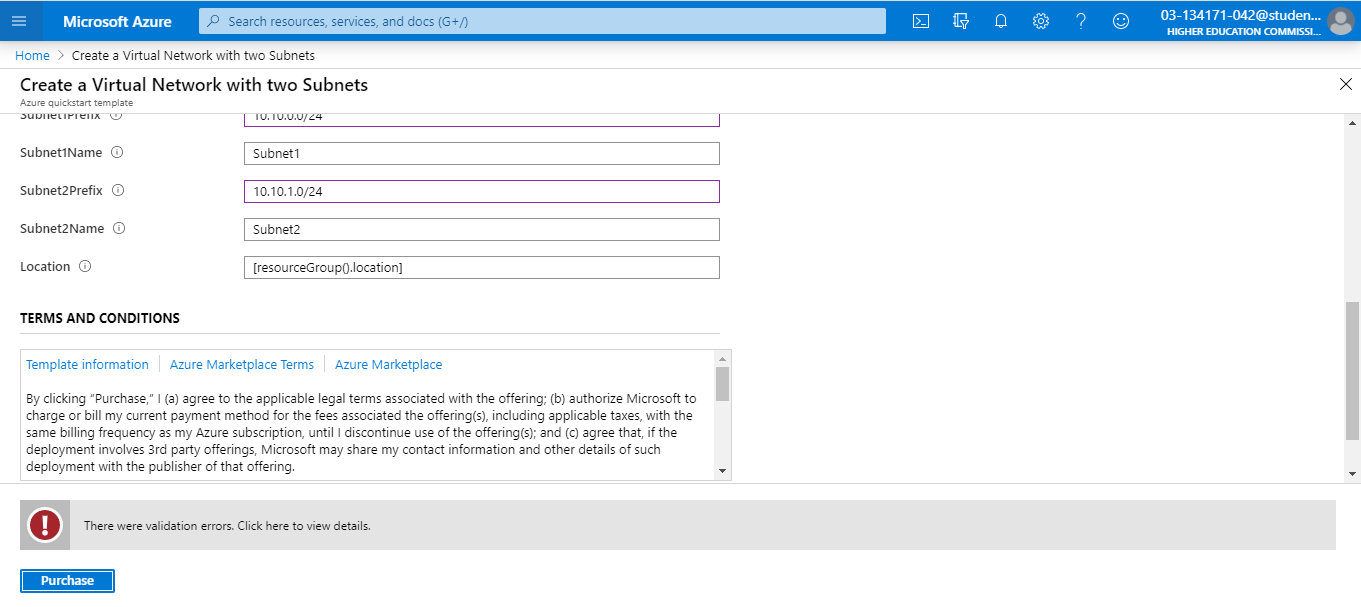 Microsoft Azure
Search resources, services, and docs (G+/)
03-134171-042@studen...
HIGHER EDUCATION COMMISSI...
Home > Create a Virtual Network with two Subnets
Create a Virtual Network with two Subnets
Azure quickstart template
Subnet1Prefix
10.10.0.0/24
Subnet1Name
Subnet1
Subnet2Prefix
10.10.1.0/24
Subnet2Name
Subnet2
Location
[resourceGroup().location]
TERMS AND CONDITIONS
Template information
Azure Marketplace Terms
Azure Marketplace
By clicking “Purchase,” I (a) agree to the applicable legal terms associated with the offering; (b) authorize Microsoft to
charge or bill my current payment method for the fees associated the offering(s), including applicable taxes, with the
same billing frequency as my Azure subscription, until I discontinue use of the offering(s); and (c) agree that, if the
deployment involves 3rd party offerings, Microsoft may share my contact information and other details of such
deployment with the publisher of that offering.
There were validation errors. Click here to view details.
Purchase